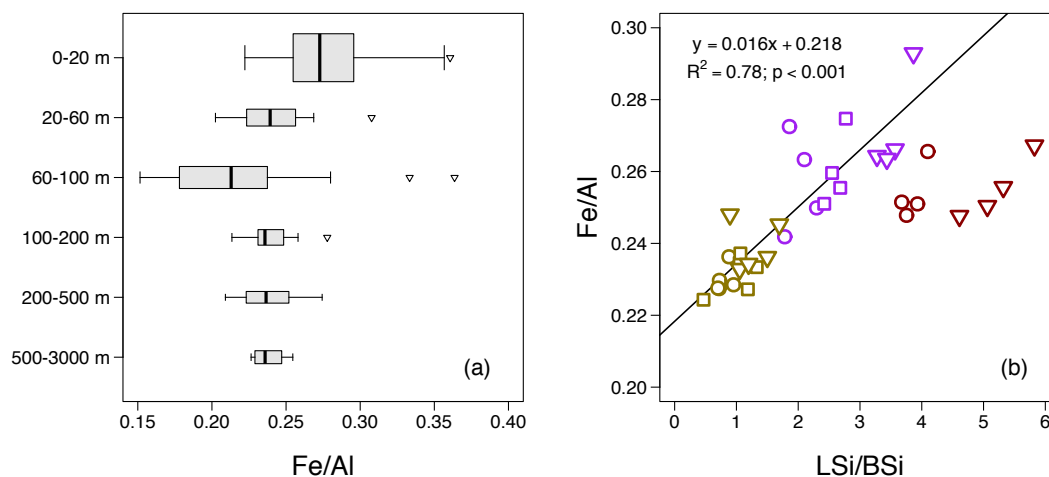 0-20 m
20-60 m
60-100 m
100-200 m
200-500 m
500-3000 m
(a)
0.15 0.20 0.25 0.30 0.35 0.40
Fe/Al
y = 0.016x + 0.218
R² = 0.78; p < 0.001
Fe/Al
0.30
0.28
0.26
0.24
0.22
0.20
(b)
0 1 2 3 4 5 6
LSi/BSi